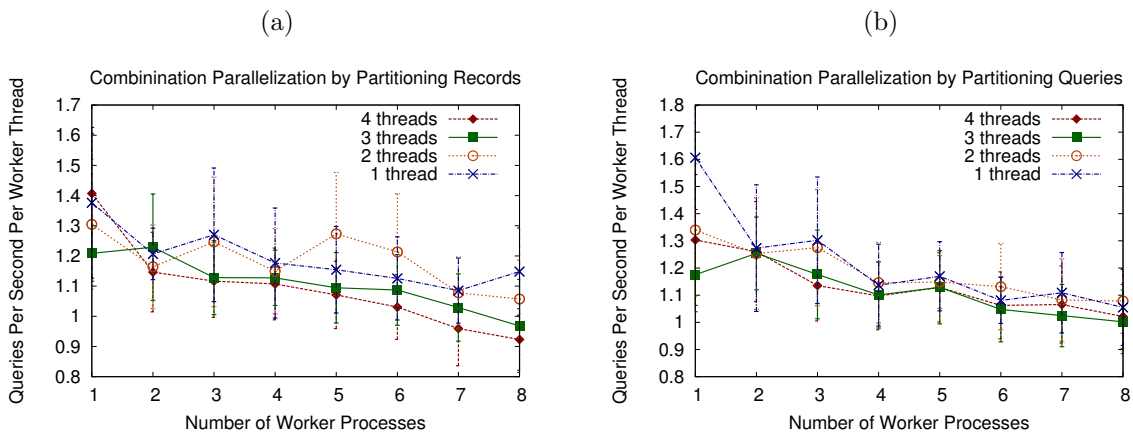 (a)
Combinination Parallelization by Partitioning Records
Queries Per Second Per Worker Thread
1.7
1.6
1.5
1.4
1.3
1.2
1.1
1
0.9
0.8
4 threads
3 threads
2 threads
1 thread
1 2 3 4 5 6 7 8
Number of Worker Processes
(b)
Combinination Parallelization by Partitioning Queries
Queries Per Second Per Worker Thread
1.8
1.7
1.6
1.5
1.4
1.3
1.2
1.1
1
0.9
0.8
4 threads
3 threads
2 threads
1 thread
1 2 3 4 5 6 7 8
Number of Worker Processes